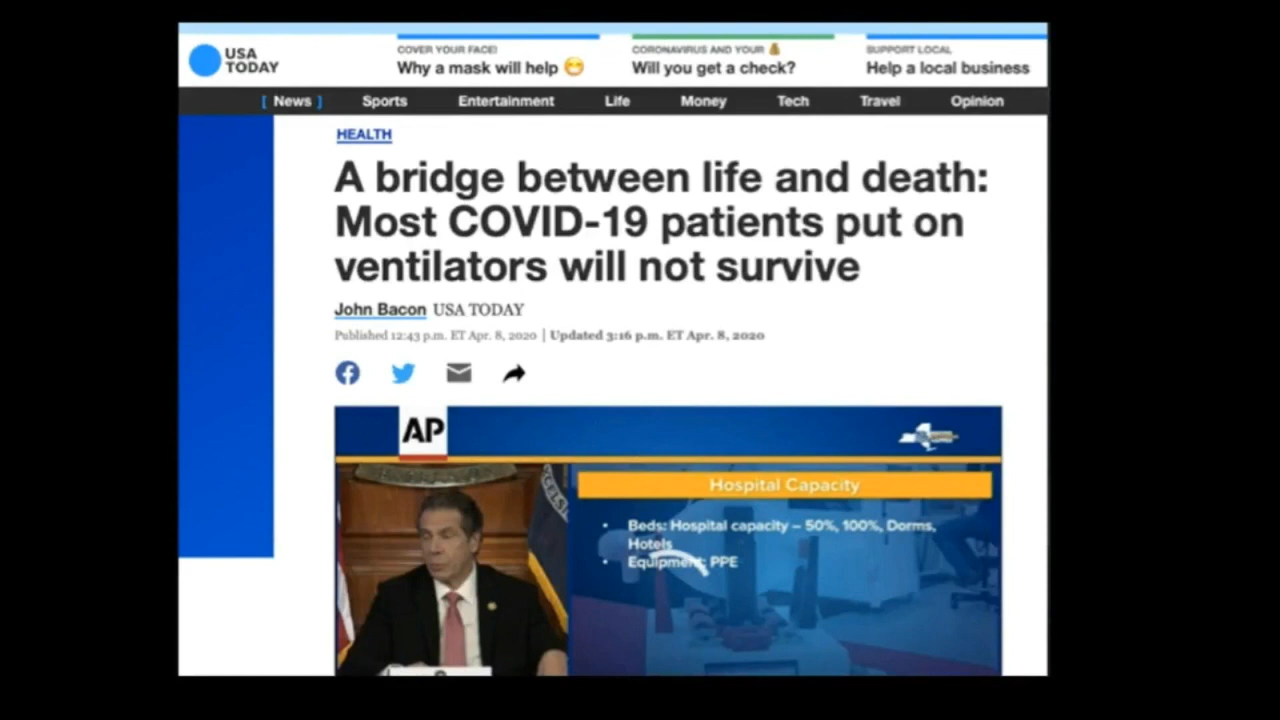 USA
TODAY
COVER YOUR FACE!
Why a mask will help
CORONAVIRUS AND YOUR
Will you get a check?
SUPPORT LOCAL
Help a local business
[ News ] Sports Entertainment Life Money Tech Travel Opinion
HEALTH
A bridge between life and death:
Most COVID-19 patients put on
ventilators will not survive
John Bacon USA TODAY
Published 12:43 p.m. ET Apr. 8, 2020 | Updated 3:16 p.m. ET Apr. 8, 2020
AP
Hospital Capacity
• Beds: Hospital capacity – 50%, 100%, Dorms,
Hotels
• Equipment: PPE